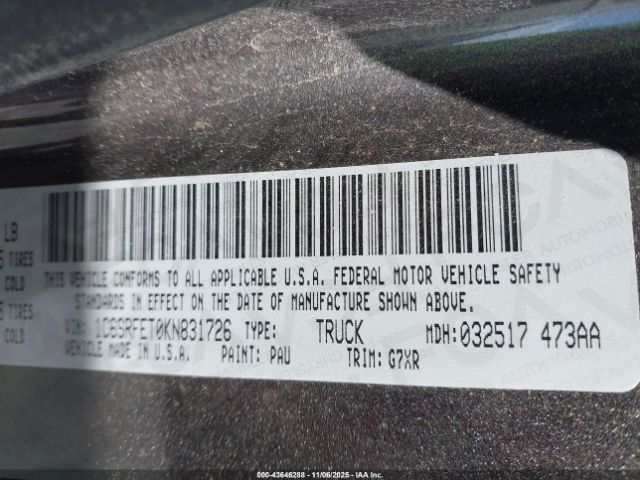 LB
TIRES
COLD
TIRES
COLD
THIS VEHICLE CONFORMS TO ALL APPLICABLE U.S.A. FEDERAL MOTOR VEHICLE SAFETY
STANDARDS IN EFFECT ON THE DATE OF MANUFACTURE SHOWN ABOVE.
VIN: 1C6SRFET0KN831726 TYPE: TRUCK MDH:032517 473AA
VEHICLE MADE IN U.S.A. PAINT: PAU TRIM: G7XR
000-43646288 - 11/06/2025 - IAA Inc.